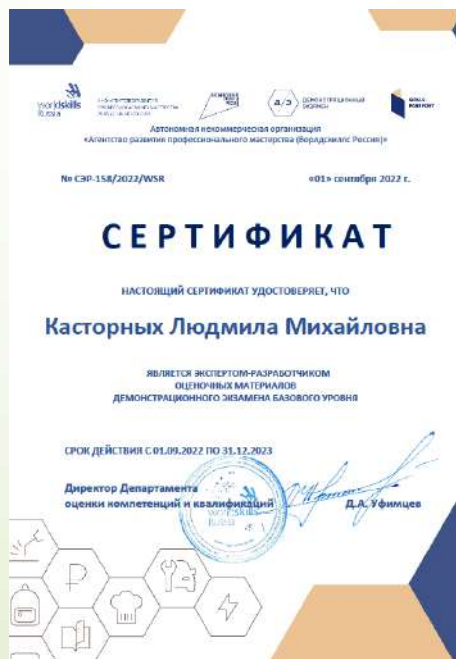 worldskills
Russia
Автономная некоммерческая организация
«Агентство развития профессионального мастерства (Ворлдскиллс Россия)»
№ СЭР-158/2022/WSR
«01» сентября 2022 г.
СЕРТИФИКАТ
НАСТОЯЩИЙ СЕРТИФИКАТ УДОСТОВЕРЯЕТ, ЧТО
Касторных Людмила Михайловна
ЯВЛЯЕТСЯ ЭКСПЕРТОМ-РАЗРАБОТЧИКОМ
ОЦЕНОЧНЫХ МАТЕРИАЛОВ
ДЕМОНСТРАЦИОННОГО ЭКЗАМЕНА БАЗОВОГО УРОВНЯ
СРОК ДЕЙСТВИЯ С 01.09.2022 ПО 31.12.2023
Директор Департамента
оценки компетенций и квалификаций
Д.А. Уфимцев